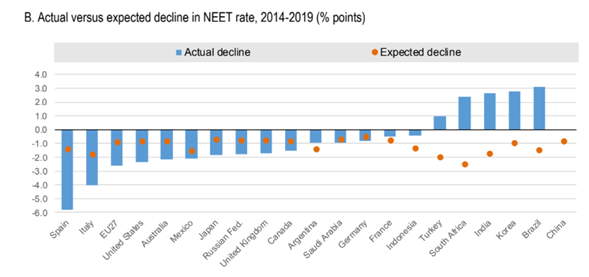 B. Actual versus expected decline in NEET rate, 2014-2019 (% points)
Actual decline
Expected decline
4.0
3.0
2.0
1.0
0.0
-1.0
-2.0
-3.0
-4.0
-5.0
-6.0
Spain
Italy
EU27
United States
Australia
Mexico
Japan
Russian Fed.
United Kingdom
Canada
Argentina
Saudi Arabia
Germany
France
Indonesia
Turkey
South Africa
India
Korea
Brazil
China